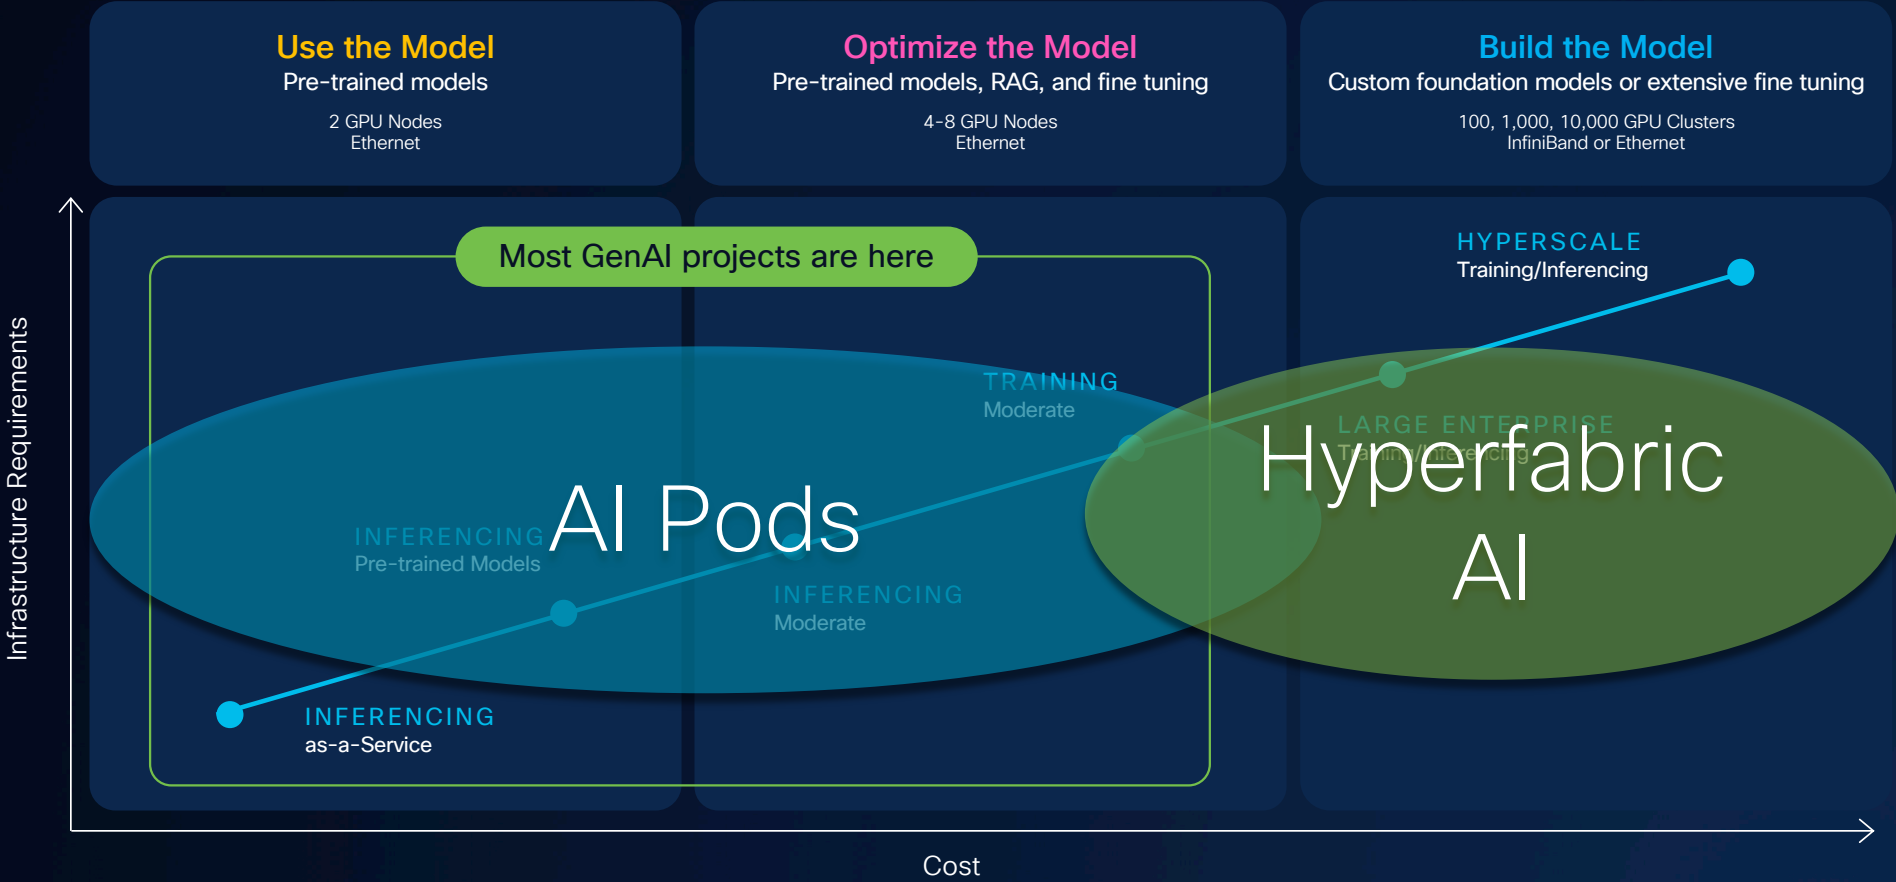 Use the Model
Pre-trained models
2 GPU Nodes
Ethernet
Optimize the Model
Pre-trained models, RAG, and fine tuning
4-8 GPU Nodes
Ethernet
Build the Model
Custom foundation models or extensive fine tuning
100, 1,000, 10,000 GPU Clusters
InfiniBand or Ethernet
Infrastructure Requirements
Most GenAI projects are here
HYPERSCALE
Training/Inferencing
TRAINING
Moderate
LARGE ENTERPRISE
Training/Inferencing
Hyperfabric
AI
AI Pods
INFERENCING
Pre-trained Models
INFERENCING
Moderate
INFERENCING
as-a-Service
Cost